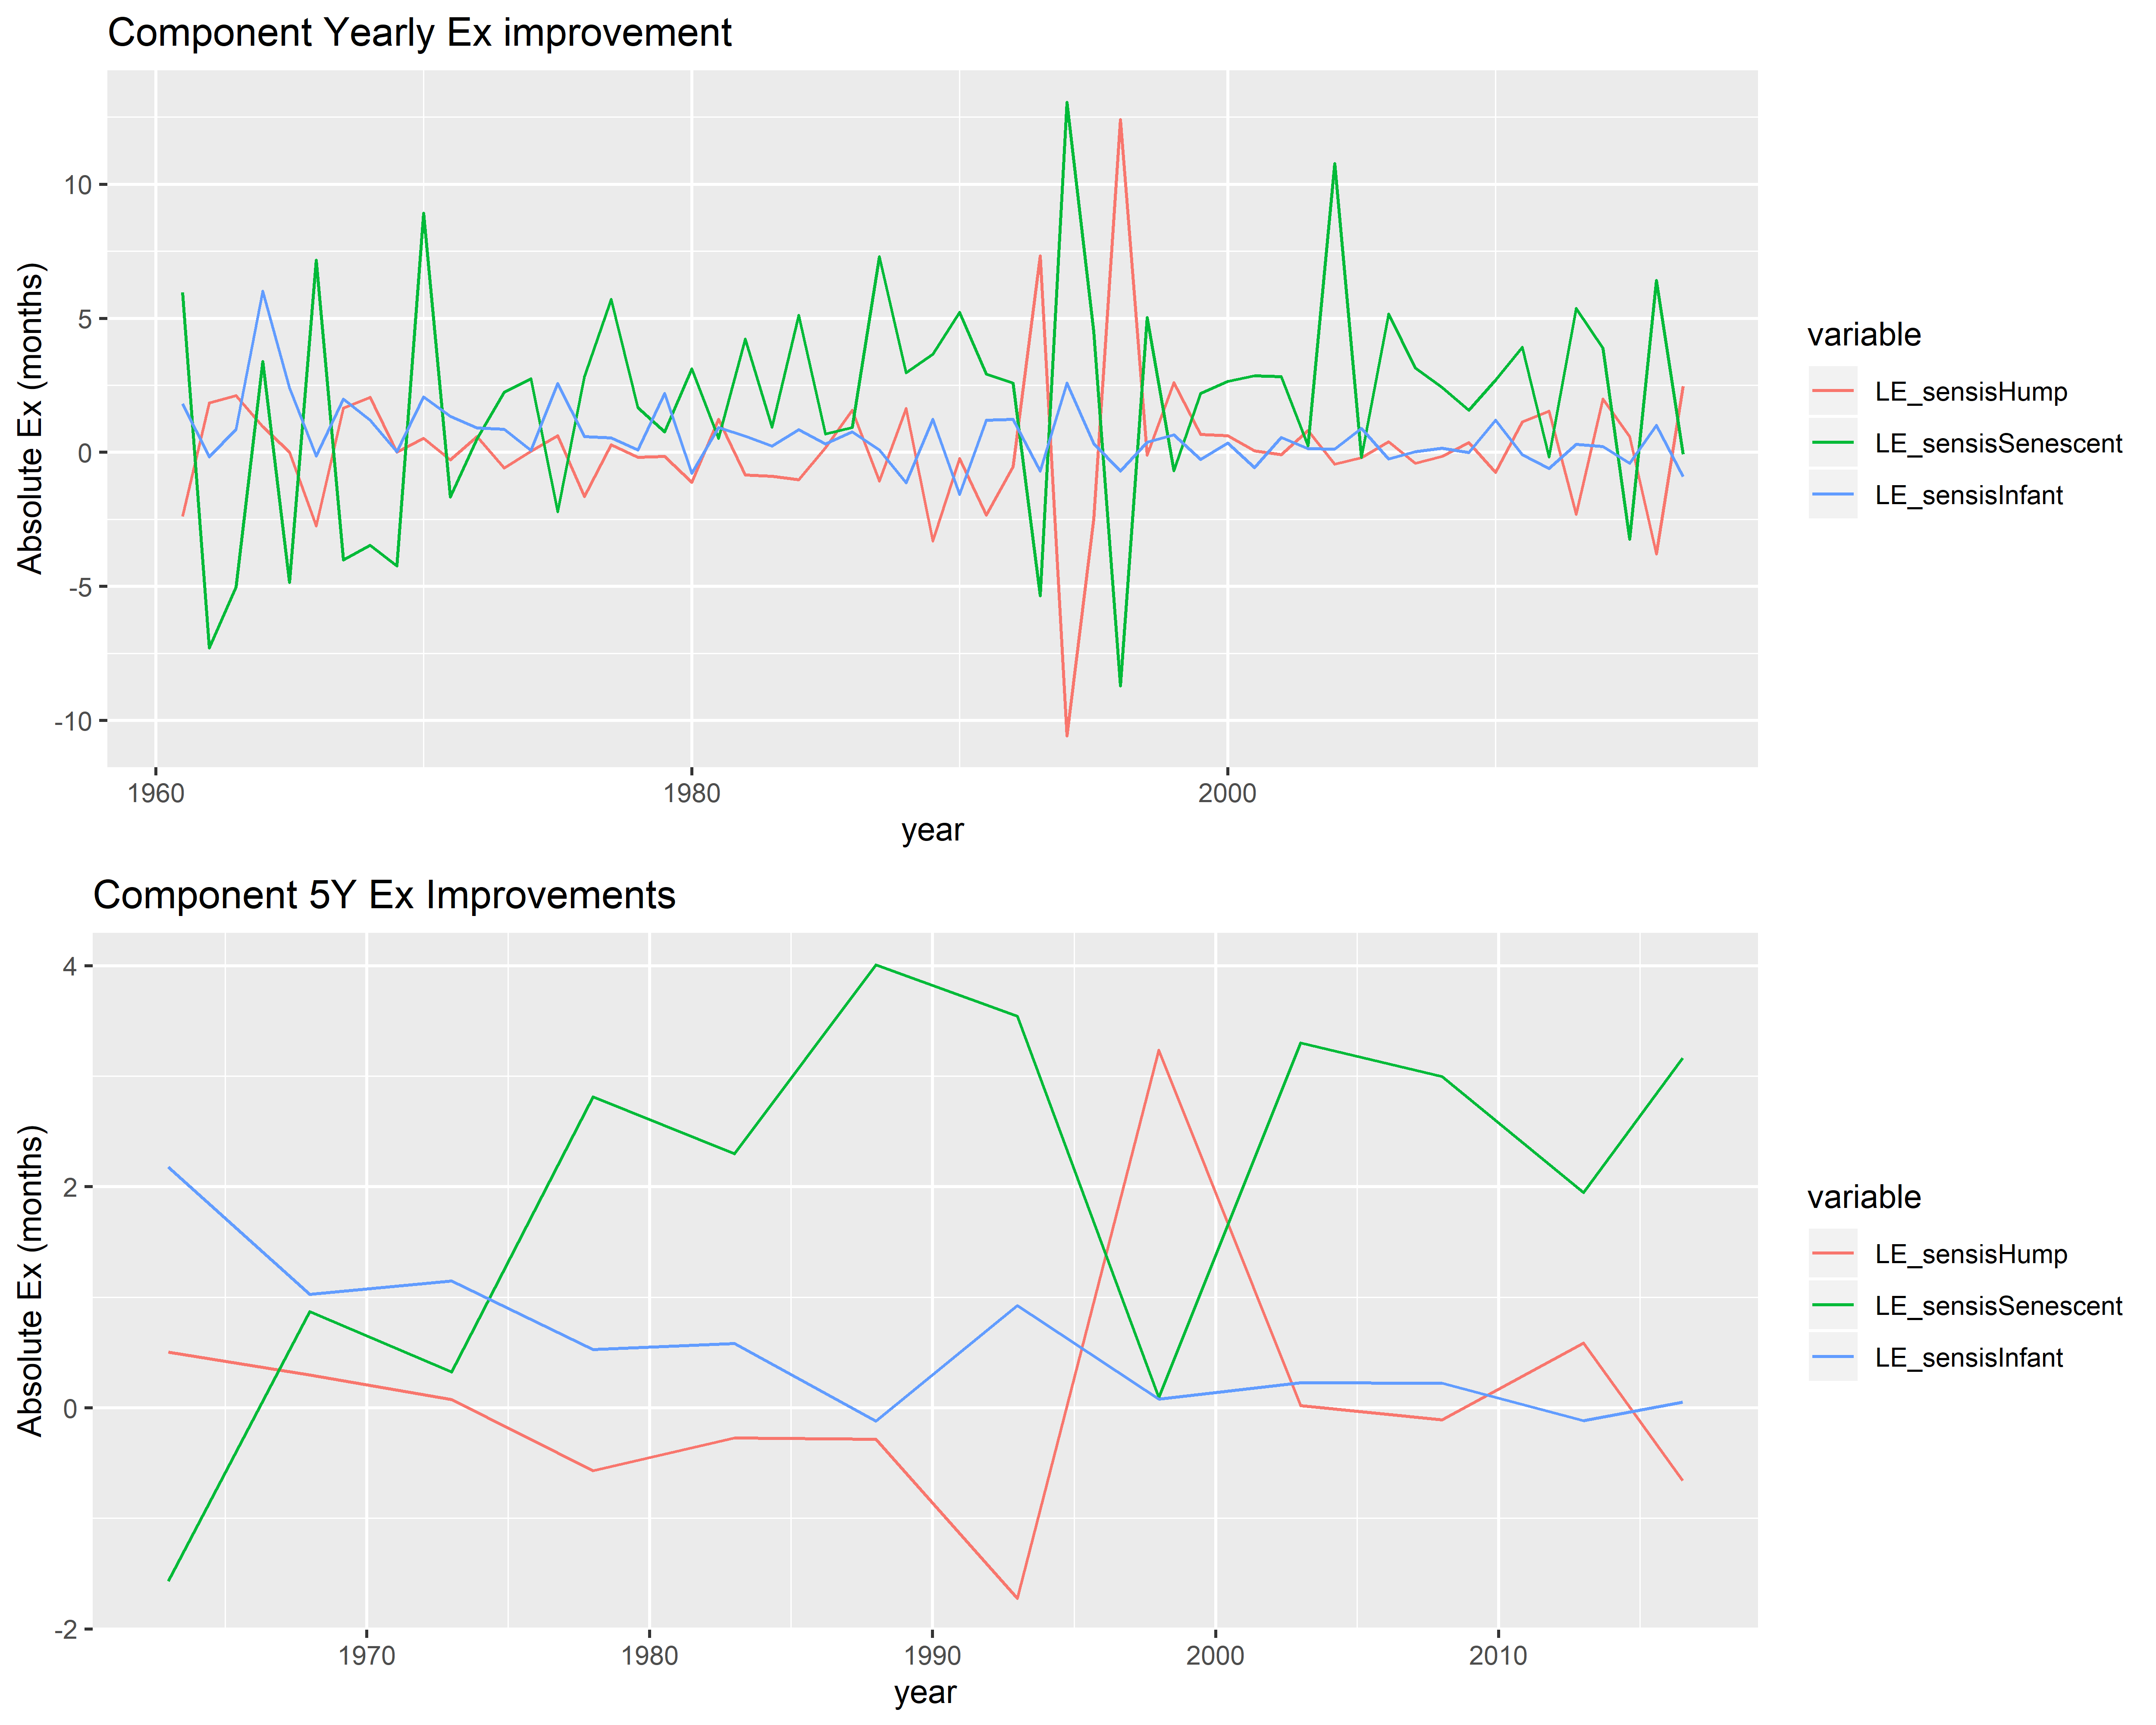 Component Yearly Ex improvement
Absolute Ex (months)
10
5
0
-5
-10
1960
1980
2000
year
variable
LE_sensisHump
LE_sensisSenescent
LE_sensisInfant
Component 5Y Ex Improvements
Absolute Ex (months)
4
2
0
-2
1970
1980
1990
2000
2010
year
variable
LE_sensisHump
LE_sensisSenescent
LE_sensisInfant